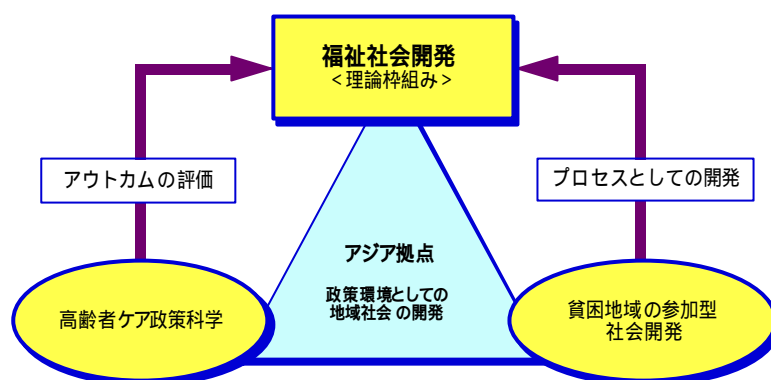 福祉社会開発
＜理論枠組み＞
アウトカムの評価
プロセスとしての開発
アジア拠点
政策環境としての
地域社会の開発
高齢者ケア政策科学
貧困地域の参加型
社会開発